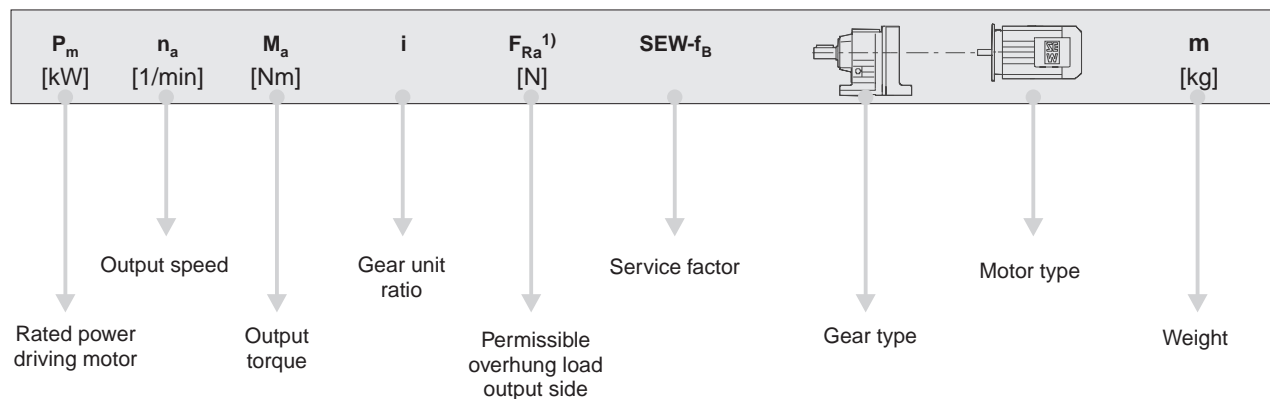 Pm na Ma i FRa1) SEW-fB m
[kW] [1/min] [Nm] [N] [kg]
SEW
Output speed
Gear unit
ratio
Service factor
Motor type
Rated power
driving motor
Output
torque
Permissible
overhung load
output side
Gear type
Weight